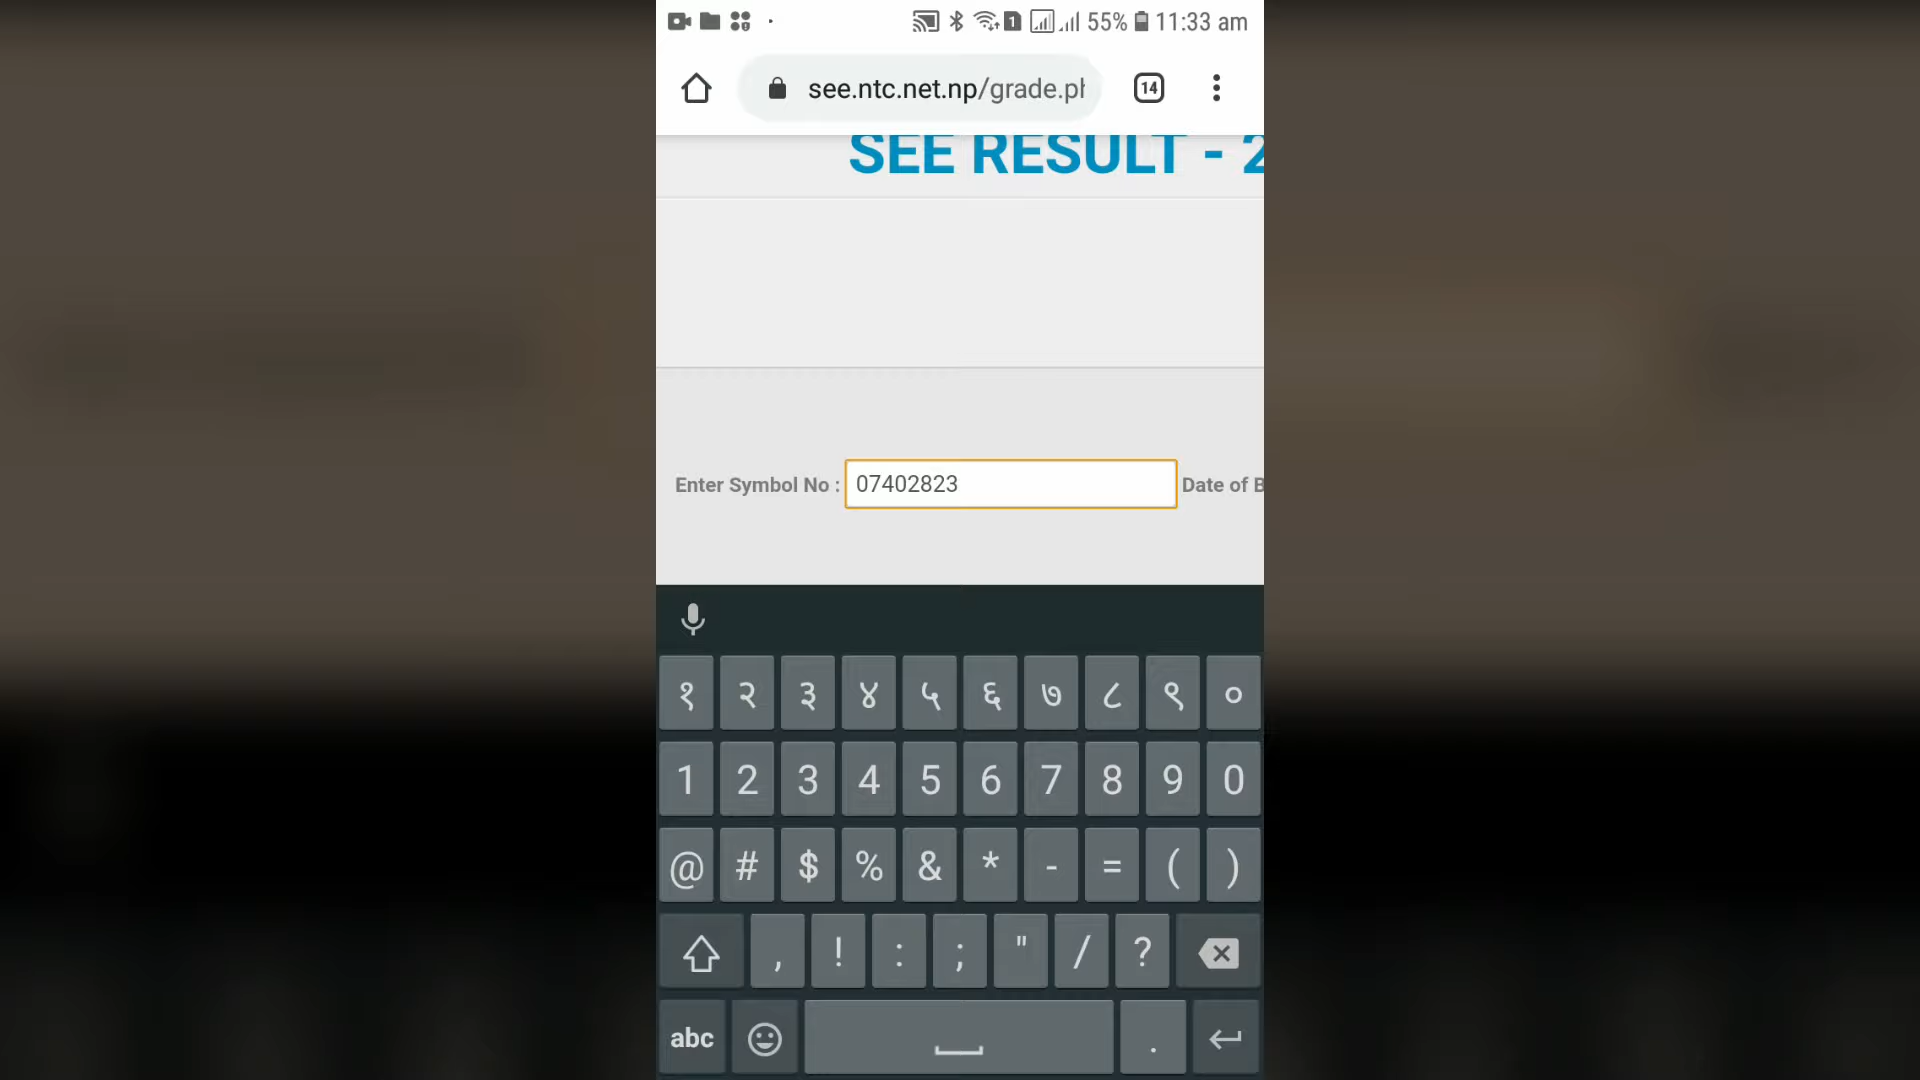 1 55% 11:33 am
see.ntc.net.np/grade.ph 14
SEE RESULT - 2
Enter Symbol No : 07402823 Date of B
१ २ ३ ४ ५ ६ ७ ८ ९ ०
1 2 3 4 5 6 7 8 9 0
@ # $ % & * - = ( )
, ! : ; " / ?
abc .